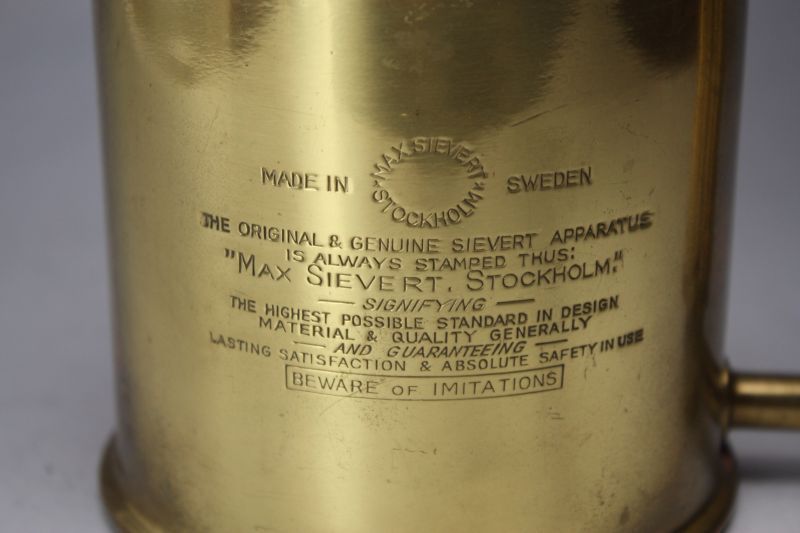 MADE IN *MAX SIEVERT* STOCKHOLM SWEDEN
THE ORIGINAL & GENUINE SIEVERT APPARATUS
IS ALWAYS STAMPED THUS:
"MAX SIEVERT. STOCKHOLM."
— SIGNIFYING —
THE HIGHEST POSSIBLE STANDARD IN DESIGN
MATERIAL & QUALITY GENERALLY
— AND GUARANTEEING —
LASTING SATISFACTION & ABSOLUTE SAFETY IN USE
BEWARE OF IMITATIONS